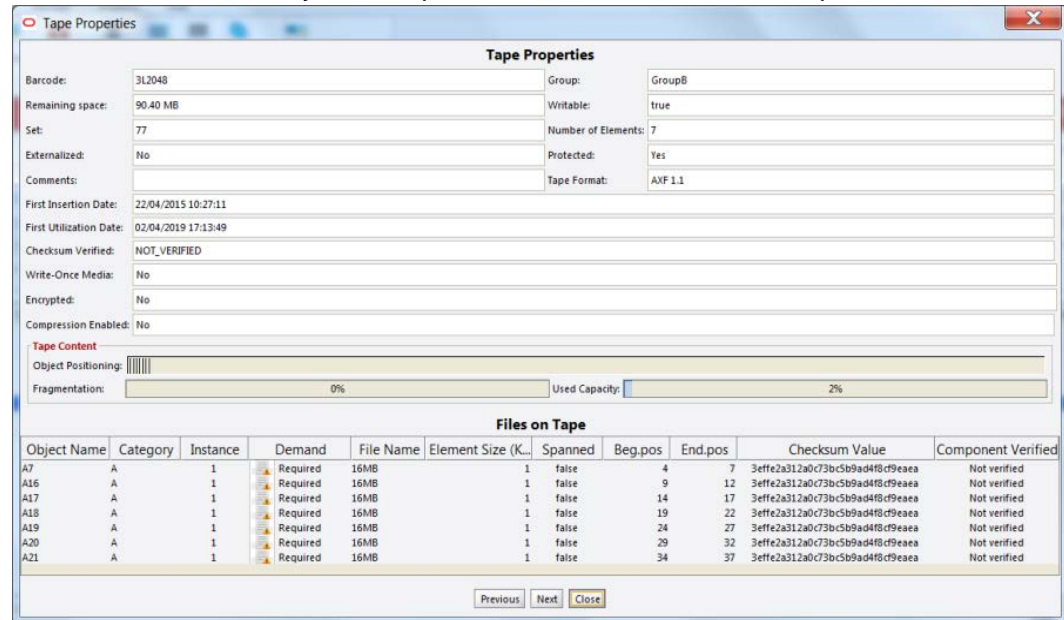 Tape Properties
Tape Properties
Barcode: 3L2048 Group: GroupB
Remaining space: 90.40 MB Writable: true
Set: 77 Number of Elements: 7
Externalized: No Protected: Yes
Comments: Tape Format: AXF 1.1
First Insertion Date: 22/04/2015 10:27:11
First Utilization Date: 02/04/2019 17:13:49
Checksum Verified: NOT_VERIFIED
Write-Once Media: No
Encrypted: No
Compression Enabled: No
Tape Content
Object Positioning:
Fragmentation: 0% Used Capacity: 2%
Files on Tape
Object Name Category Instance Demand File Name Element Size (K... Spanned Beg.pos End.pos Checksum Value Component Verified
A7 A 1 Required 16MB 1 false 4 7 3effe2a312a0c73bc5b9ad4f8cf9eaea Not verified
A16 A 1 Required 16MB 1 false 9 12 3effe2a312a0c73bc5b9ad4f8cf9eaea Not verified
A17 A 1 Required 16MB 1 false 14 17 3effe2a312a0c73bc5b9ad4f8cf9eaea Not verified
A18 A 1 Required 16MB 1 false 19 22 3effe2a312a0c73bc5b9ad4f8cf9eaea Not verified
A19 A 1 Required 16MB 1 false 24 27 3effe2a312a0c73bc5b9ad4f8cf9eaea Not verified
A20 A 1 Required 16MB 1 false 29 32 3effe2a312a0c73bc5b9ad4f8cf9eaea Not verified
A21 A 1 Required 16MB 1 false 34 37 3effe2a312a0c73bc5b9ad4f8cf9eaea Not verified
Previous Next Close